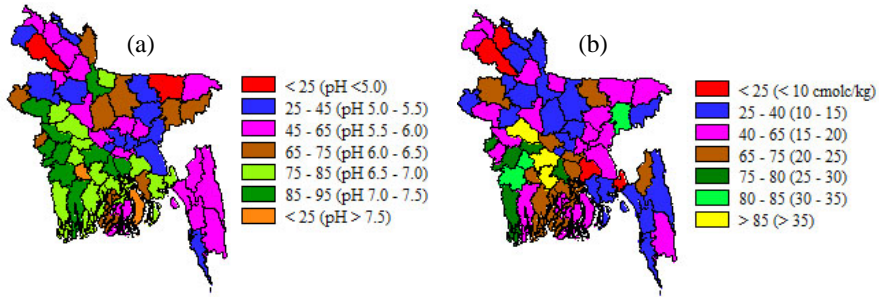 (a)
< 25 (pH <5.0)
25 - 45 (pH 5.0 - 5.5)
45 - 65 (pH 5.5 - 6.0)
65 - 75 (pH 6.0 - 6.5)
75 - 85 (pH 6.5 - 7.0)
85 - 95 (pH 7.0 - 7.5)
< 25 (pH > 7.5)
(b)
< 25 (< 10 cmolc/kg)
25 - 40 (10 - 15)
40 - 65 (15 - 20)
65 - 75 (20 - 25)
75 - 80 (25 - 30)
80 - 85 (30 - 35)
> 85 (> 35)